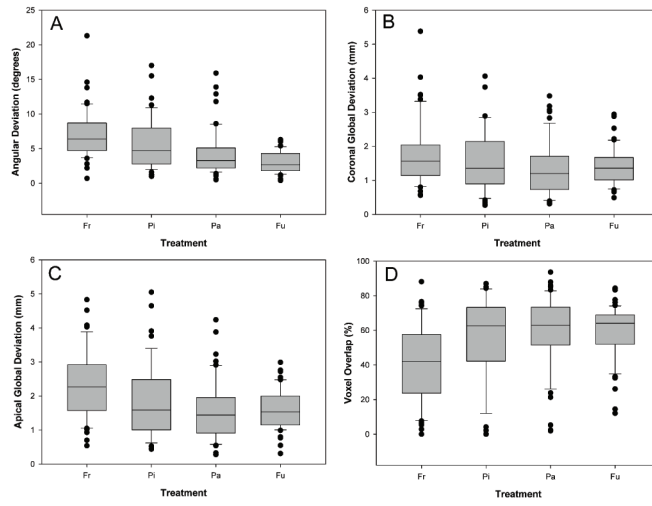 A
Angular Deviation (degrees)
25
20
15
10
5
0
Fr Pi Pa Fu
Treatment
B
Coronal Global Deviation (mm)
6
5
4
3
2
1
0
Fr Pi Pa Fu
Treatment
C
Apical Global Deviation (mm)
6
5
4
3
2
1
0
Fr Pi Pa Fu
Treatment
D
Voxel Overlap (%)
100
80
60
40
20
0
Fr Pi Pa Fu
Treatment